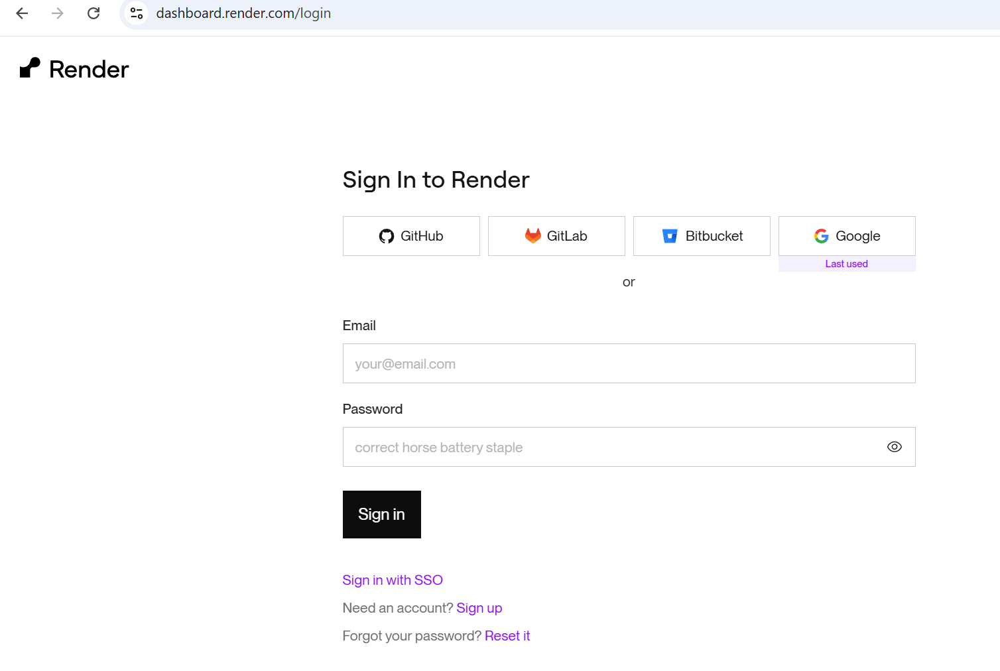 dashboard.render.com/login
Render
Sign In to Render
GitHub
GitLab
Bitbucket
Google
Last used
or
Email
your@email.com
Password
correct horse battery staple
Sign in
Sign in with SSO
Need an account? Sign up
Forgot your password? Reset it